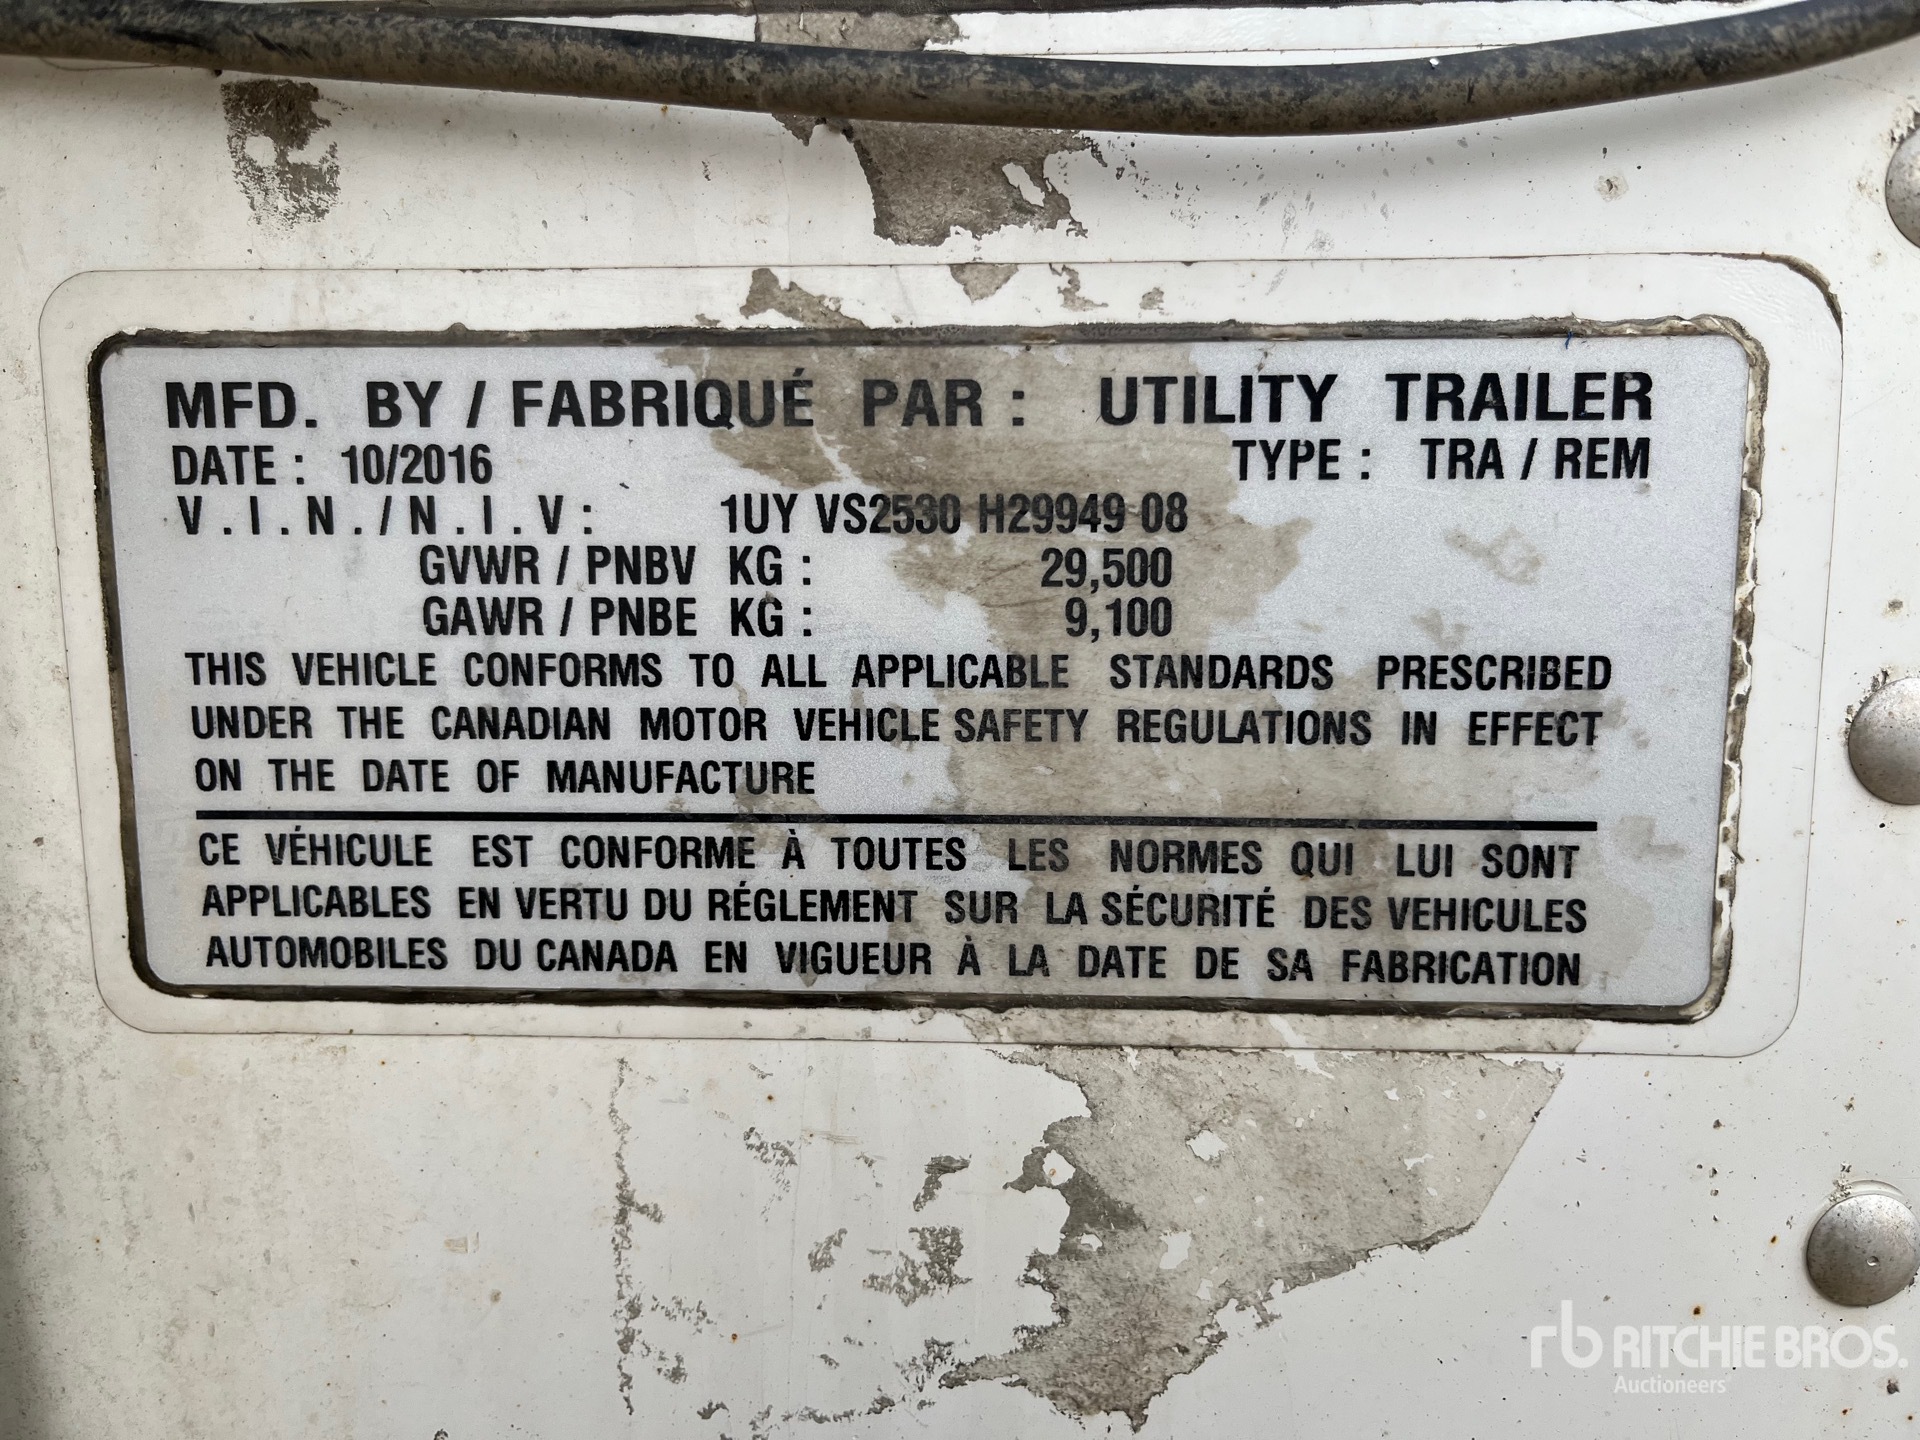 MFD. BY / FABRIQUÉ PAR : UTILITY TRAILER
DATE : 10/2016 TYPE : TRA / REM
V.I.N./N.I.V: 1UY VS2530 H29949 08
GVWR / PNBV KG : 29,500
GAWR / PNBE KG : 9,100
THIS VEHICLE CONFORMS TO ALL APPLICABLE STANDARDS PRESCRIBED
UNDER THE CANADIAN MOTOR VEHICLE SAFETY REGULATIONS IN EFFECT
ON THE DATE OF MANUFACTURE
CE VÉHICULE EST CONFORME À TOUTES LES NORMES QUI LUI SONT
APPLICABLES EN VERTU DU RÉGLEMENT SUR LA SÉCURITÉ DES VEHICULES
AUTOMOBILES DU CANADA EN VIGUEUR À LA DATE DE SA FABRICATION
rb RITCHIE BROS.
Auctioneers